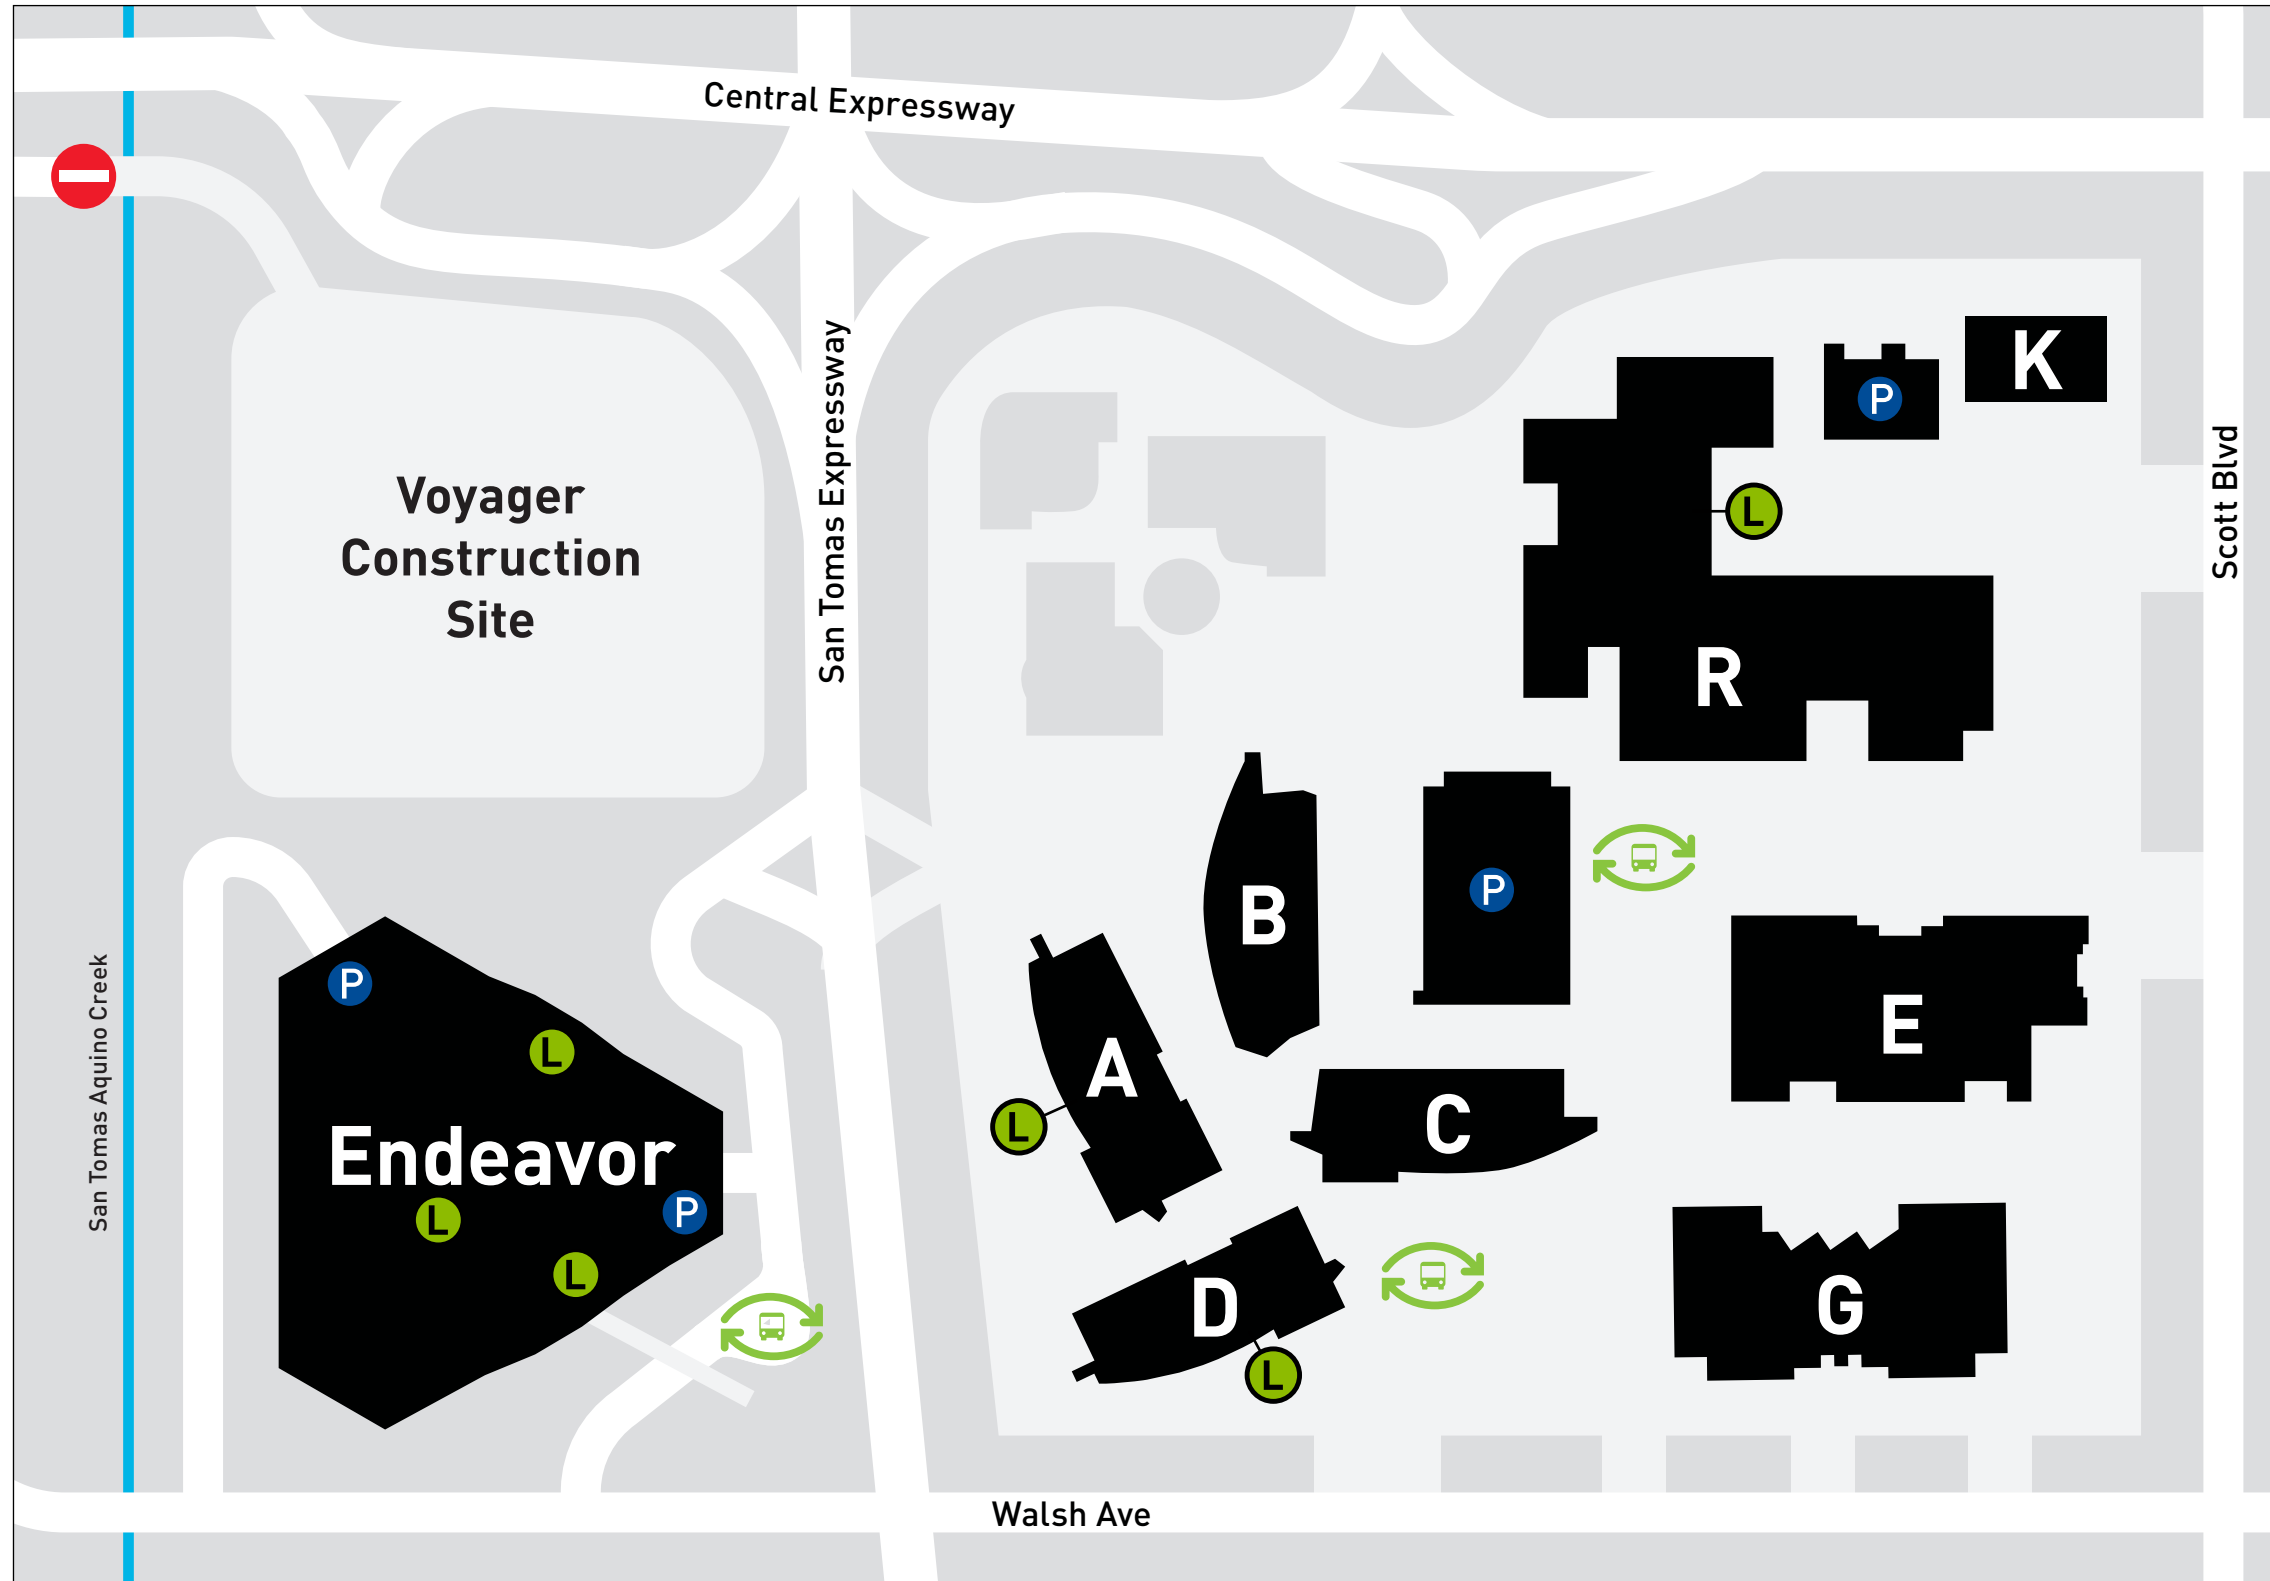 Central Expressway
K
P
Scott Blvd
San Tomas Expressway
Voyager
Construction
Site
L
R
B
P
San Tomas Aquino Creek
P
E
L
A
C
L
Endeavor
P
L
L
D
G
L
Walsh Ave